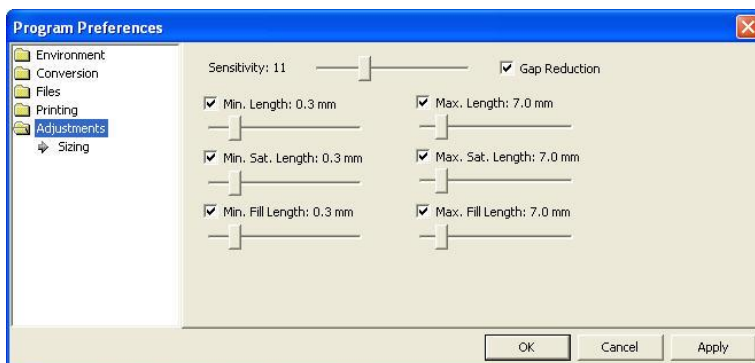 Program Preferences
Environment
Conversion
Files
Printing
Adjustments
Sizing
Sensitivity: 11
Gap Reduction
Min. Length: 0.3 mm
Max. Length: 7.0 mm
Min. Sat. Length: 0.3 mm
Max. Sat. Length: 7.0 mm
Min. Fill Length: 0.3 mm
Max. Fill Length: 7.0 mm
OK
Cancel
Apply